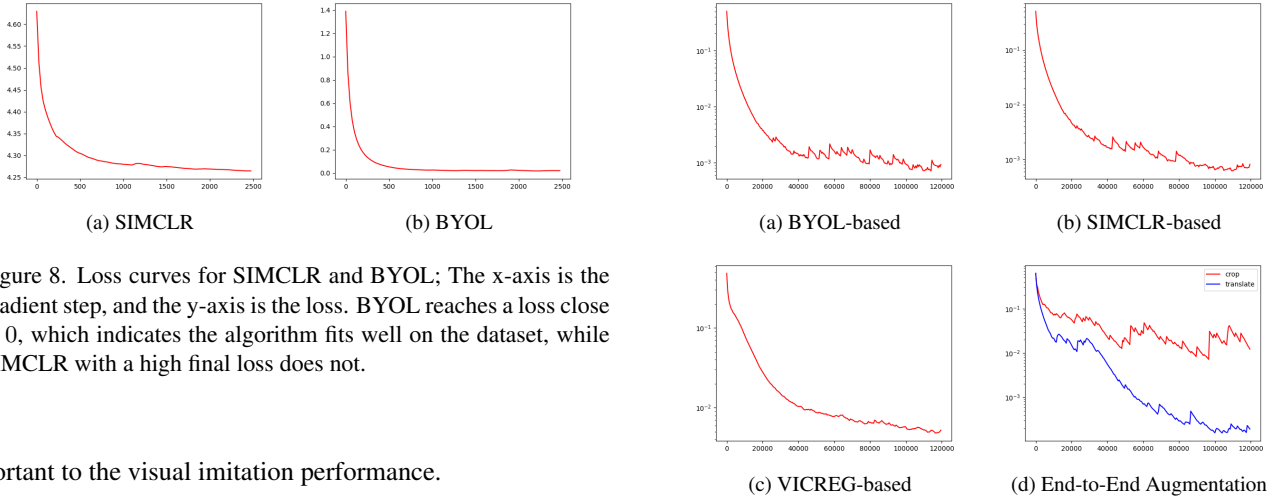 4.60
4.55
4.50
4.45
4.40
4.35
4.30
4.25
0 500 1000 1500 2000 2500
(a) SIMCLR
1.4
1.2
1.0
0.8
0.6
0.4
0.2
0.0
0 500 1000 1500 2000 2500
(b) BYOL
gure 8. Loss curves for SIMCLR and BYOL; The x-axis is the
adient step, and the y-axis is the loss. BYOL reaches a loss close
0, which indicates the algorithm fits well on the dataset, while
MCLR with a high final loss does not.
ortant to the visual imitation performance.
10⁻¹
10⁻²
10⁻³
0 20000 40000 60000 80000 100000 120000
(a) BYOL-based
10⁻¹
10⁻²
10⁻³
0 20000 40000 60000 80000 100000 120000
(b) SIMCLR-based
10⁻¹
10⁻²
0 20000 40000 60000 80000 100000 120000
(c) VICREG-based
crop
translate
10⁻¹
10⁻²
10⁻³
0 20000 40000 60000 80000 100000 120000
(d) End-to-End Augmentation